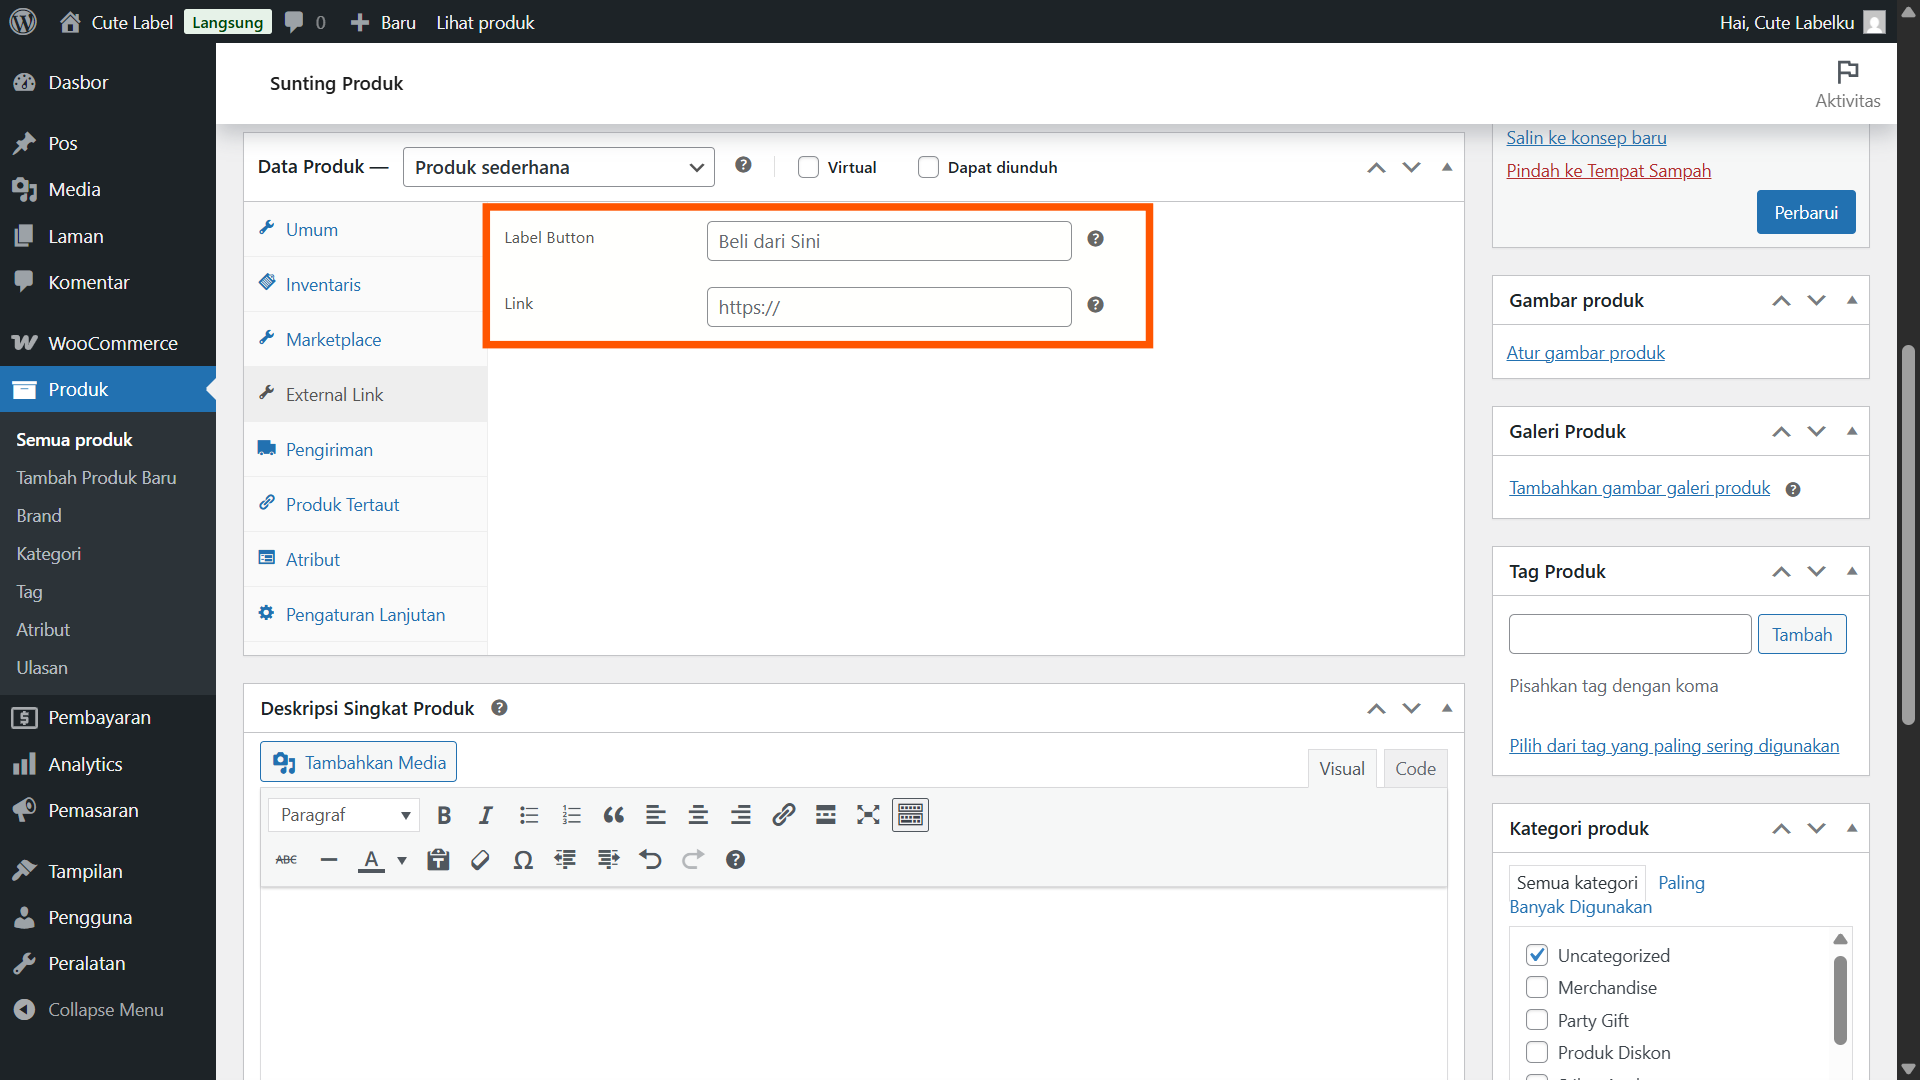 Cute Label Langsung 0 Baru Lihat produk Hai, Cute Labelku
Dasbor
Pos
Media
Laman
Komentar
WooCommerce
Produk
Semua produk
Tambah Produk Baru
Brand
Kategori
Tag
Atribut
Ulasan
Pembayaran
Analytics
Pemasaran
Tampilan
Pengguna
Peralatan
Collapse Menu
Sunting Produk
Aktivitas
Data Produk — Produk sederhana Virtual Dapat diunduh
Umum
Inventaris
Marketplace
External Link
Pengiriman
Produk Tertaut
Atribut
Pengaturan Lanjutan
Label Button Beli dari Sini
Link https://
Deskripsi Singkat Produk
Tambahkan Media
Visual Code
Paragraf
Salin ke konsep baru
Pindah ke Tempat Sampah
Perbarui
Gambar produk
Atur gambar produk
Galeri Produk
Tambahkan gambar galeri produk
Tag Produk
Tambah
Pisahkan tag dengan koma
Pilih dari tag yang paling sering digunakan
Kategori produk
Semua kategori Paling
Banyak Digunakan
Uncategorized
Merchandise
Party Gift
Produk Diskon